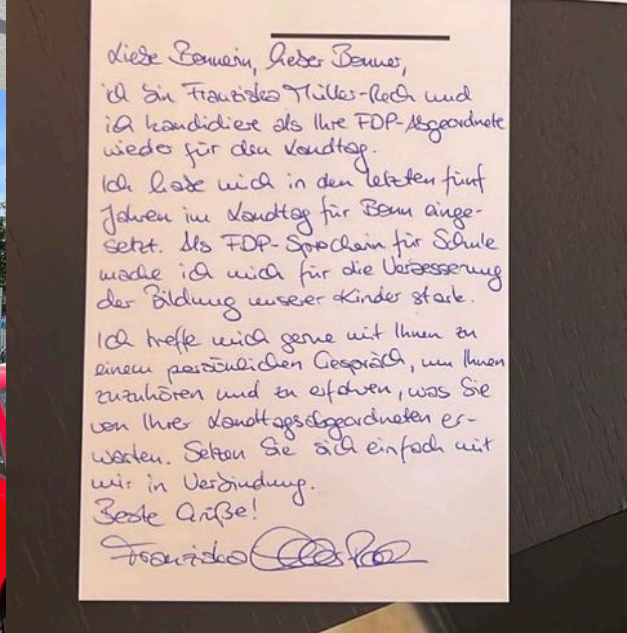 Liebe Bonnerin, lieber Bonner,
ich bin Franziska Müller-Rech und
ich kandidiere als Ihre FDP-Abgeordnete
wieder für den Landtag.
Ich habe mich in den letzten fünf
Jahren im Landtag für Bonn einge-
setzt. Als FDP-Sprecherin für Schule
mache ich mich für die Verbesserung
der Bildung unserer Kinder stark.
Ich treffe mich gerne mit Ihnen zu
einem persönlichen Gespräch, um Ihnen
zuzuhören und zu erfahren, was Sie
von Ihrer Landtagsabgeordneten er-
warten. Setzen Sie sich einfach mit
mir in Verbindung.
Beste Grüße!
Franziska Müller-Rech